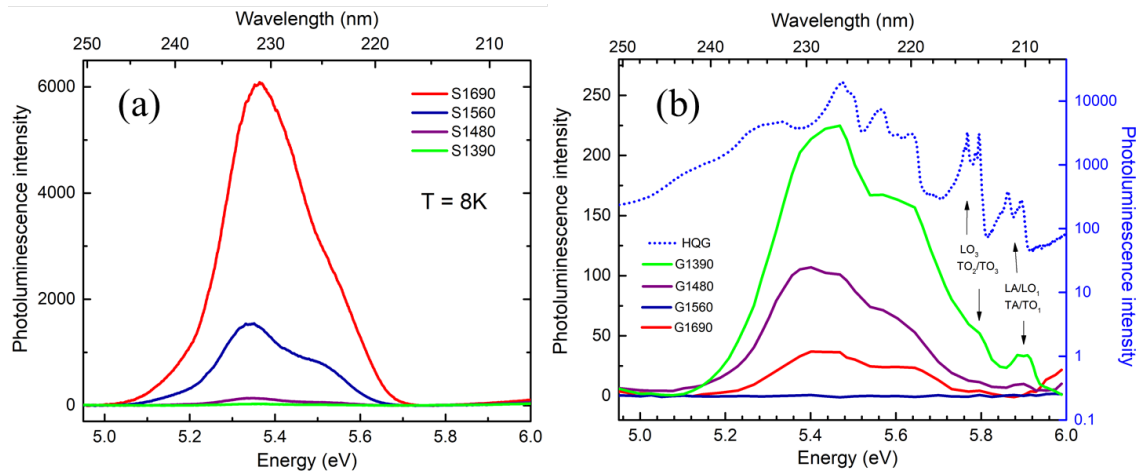 Wavelength (nm)
250 240 230 220 210
6000
4000
2000
0
Photoluminescence intensity
(a)
S1690
S1560
S1480
S1390
T = 8K
5.0 5.2 5.4 5.6 5.8 6.0
Energy (eV)
Wavelength (nm)
250 240 230 220 210
250
200
150
100
50
0
Photoluminescence intensity
(b)
HQG
G1390
G1480
G1560
G1690
LO₃
TO₂/TO₃
LA/LO₁
TA/TO₁
10000
1000
100
10
1
0.1
Photoluminescence intensity
5.0 5.2 5.4 5.6 5.8 6.0
Energy (eV)